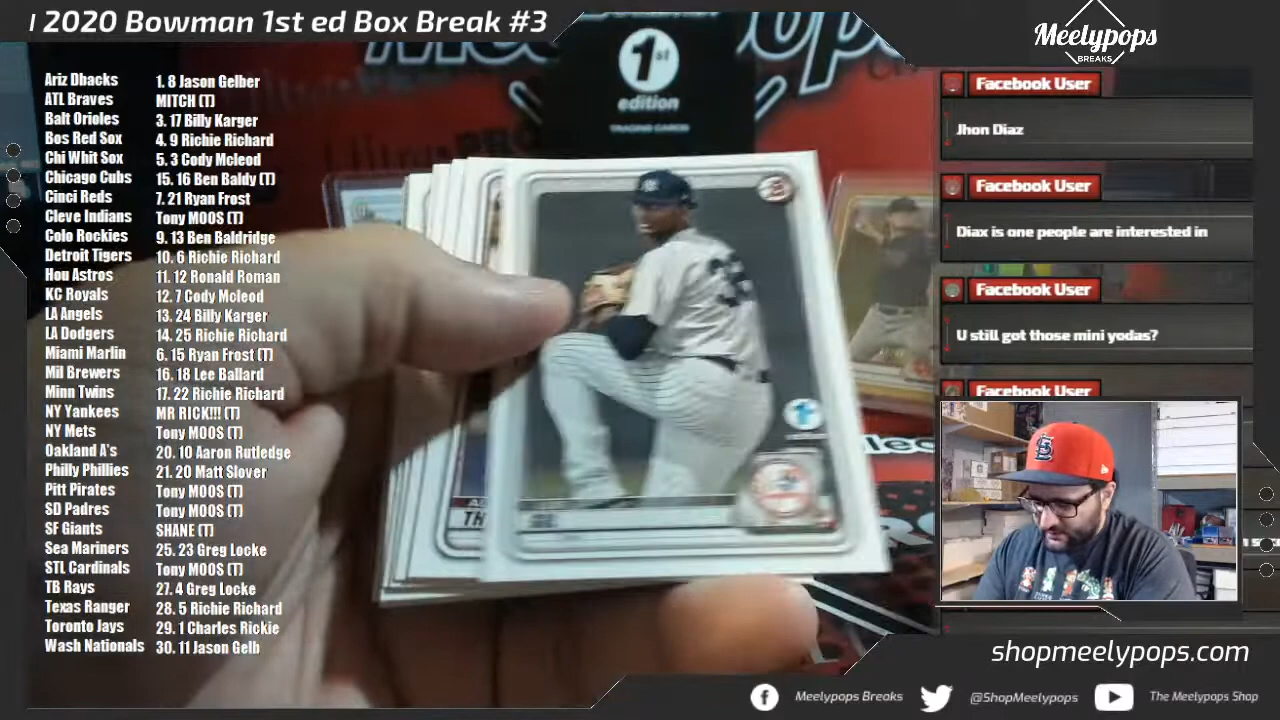 2020 Bowman 1st ed Box Break #3
Meelypops
BREAKS
1st
edition
TRADING CARDS
Ariz Dbacks 1. 8 Jason Gelber
ATL Braves MITCH (T)
Balt Orioles 3. 17 Billy Karger
Bos Red Sox 4. 9 Richie Richard
Chi Whit Sox 5. 3 Cody Mcleod
Chicago Cubs 15. 16 Ben Baldy (T)
Cinci Reds 7. 21 Ryan Frost
Cleve Indians Tony MOOS (T)
Colo Rockies 9. 13 Ben Baldridge
Detroit Tigers 10. 6 Richie Richard
Hou Astros 11. 12 Ronald Roman
KC Royals 12. 7 Cody Mcleod
LA Angels 13. 24 Billy Karger
LA Dodgers 14. 25 Richie Richard
Miami Marlin 6. 15 Ryan Frost (T)
Mil Brewers 16. 18 Lee Ballard
Minn Twins 17. 22 Richie Richard
NY Yankees MR RICK!!! (T)
NY Mets Tony MOOS (T)
Oakland A's 20. 10 Aaron Rutledge
Philly Phillies 21. 20 Matt Slover
Pitt Pirates Tony MOOS (T)
SD Padres Tony MOOS (T)
SF Giants SHANE (T)
Sea Mariners 25. 23 Greg Locke
STL Cardinals Tony MOOS (T)
TB Rays 27. 4 Greg Locke
Texas Ranger 28. 5 Richie Richard
Toronto Jays 29. 1 Charles Rickie
Wash Nationals 30. 11 Jason Gelb
Facebook User
Jhon Diaz
Facebook User
Diax is one people are interested in
Facebook User
U still got those mini yodas?
Facebook User
shopmeelypops.com
Meelypops Breaks
@ShopMeelypops
The Meelypops Shop